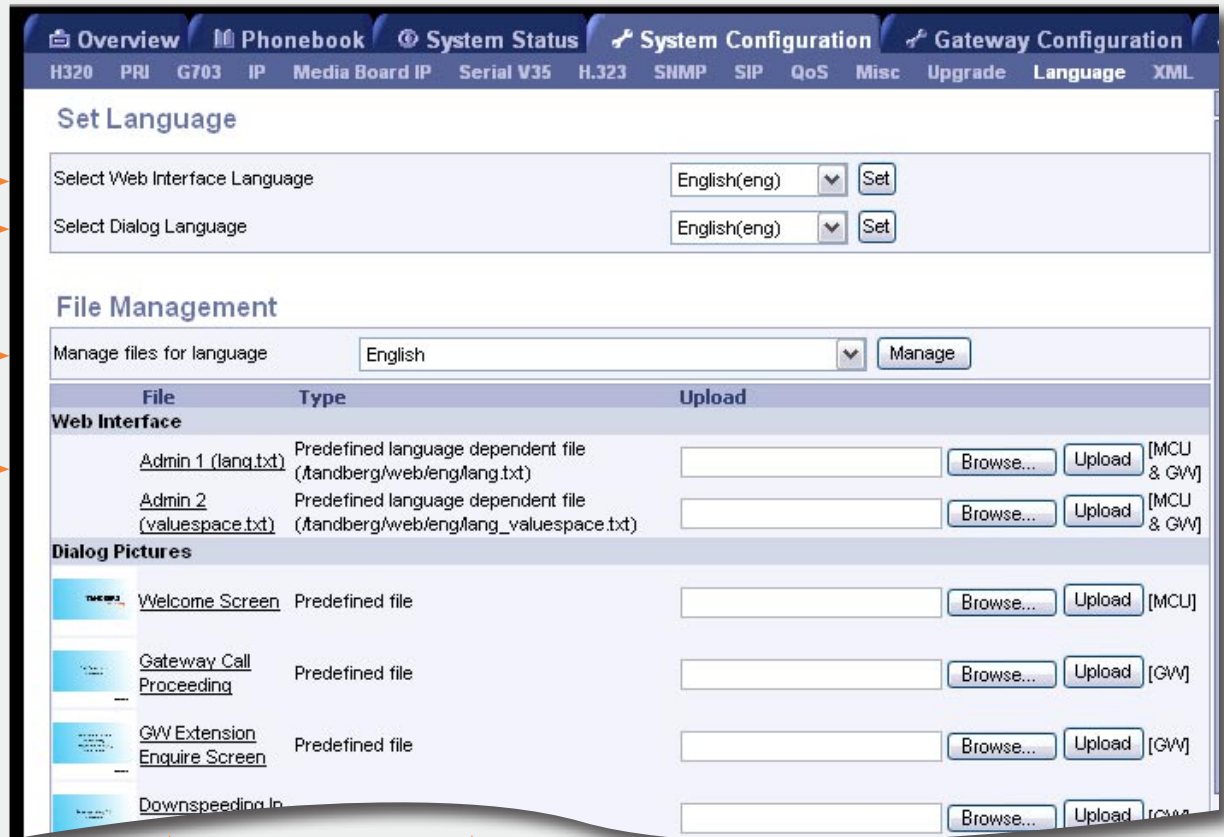 Overview Phonebook System Status System Configuration Gateway Configuration
H320 PRI G703 IP Media Board IP Serial V35 H.323 SNMP SIP QoS Misc Upgrade Language XML
Set Language
Select Web Interface Language English(eng) Set
Select Dialog Language English(eng) Set
File Management
Manage files for language English Manage
File Type Upload
Web Interface
Admin 1 (lang.txt) Predefined language dependent file (/tandberg/web/eng/lang.txt) Browse... Upload [MCU & GW]
Admin 2 (valuespace.txt) Predefined language dependent file (/tandberg/web/eng/lang_valuespace.txt) Browse... Upload [MCU & GW]
Dialog Pictures
Welcome Screen Predefined file Browse... Upload [MCU]
Gateway Call Proceeding Predefined file Browse... Upload [GW]
GW Extension Enquire Screen Predefined file Browse... Upload [GW]
Downspeeding In Browse... Upload [GW]